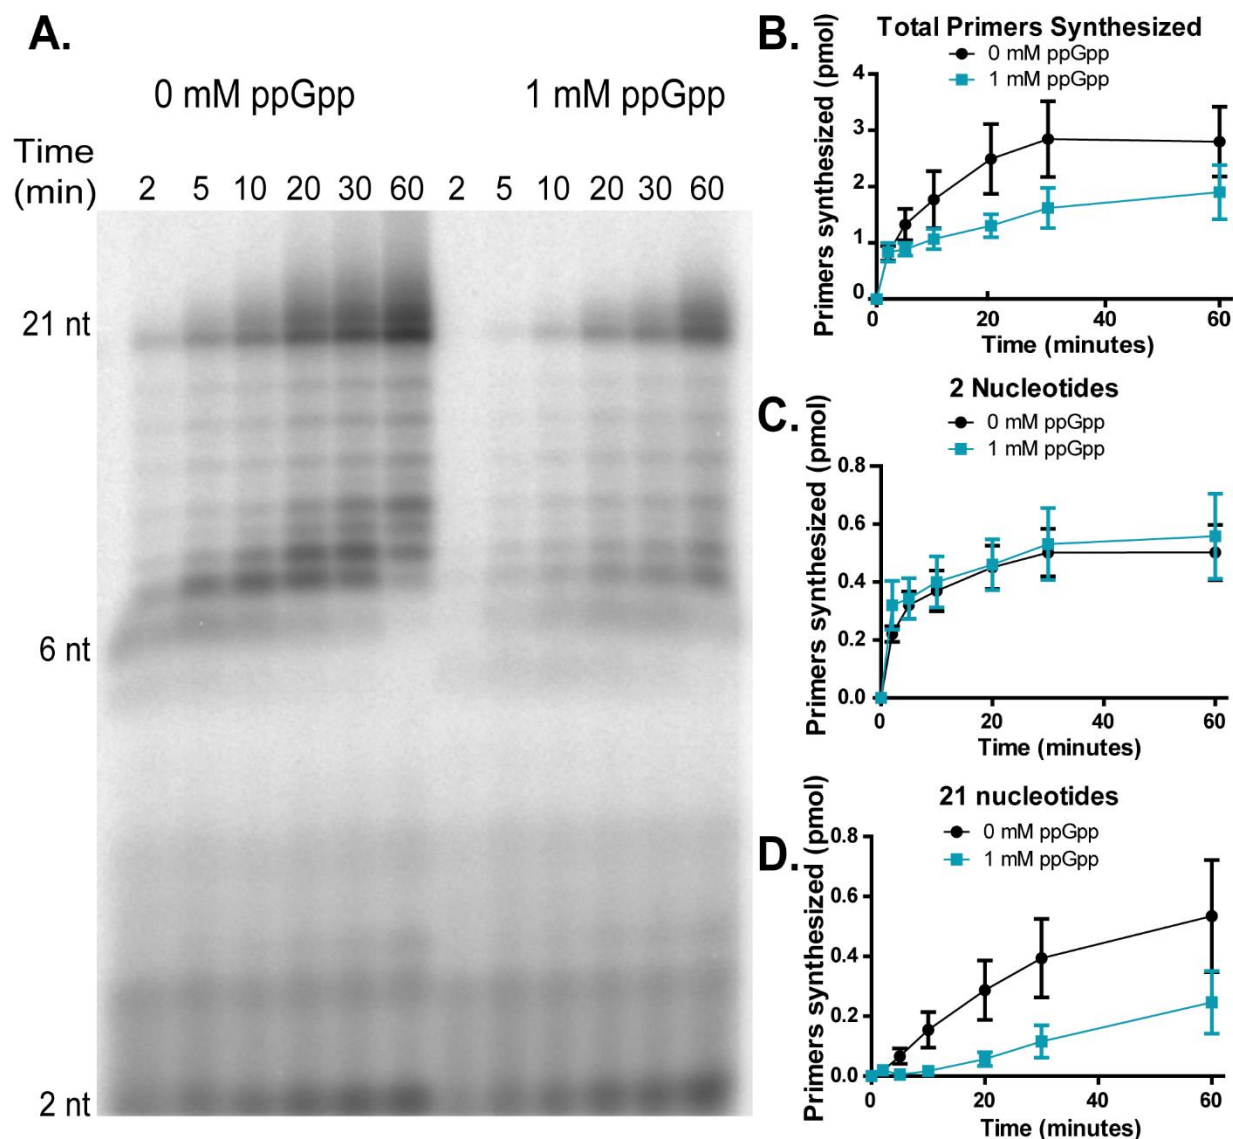 A.
0 mM ppGpp 1 mM ppGpp
Time
(min) 2 5 10 20 30 60 2 5 10 20 30 60
21 nt
6 nt
2 nt
B. Total Primers Synthesized
0 mM ppGpp
1 mM ppGpp
Primers synthesized (pmol)
4
3
2
1
0
0 20 40 60
Time (minutes)
C. 2 Nucleotides
0 mM ppGpp
1 mM ppGpp
Primers synthesized (pmol)
0.8
0.6
0.4
0.2
0.0
0 20 40 60
Time (minutes)
D. 21 nucleotides
0 mM ppGpp
1 mM ppGpp
Primers synthesized (pmol)
0.8
0.6
0.4
0.2
0.0
0 20 40 60
Time (minutes)